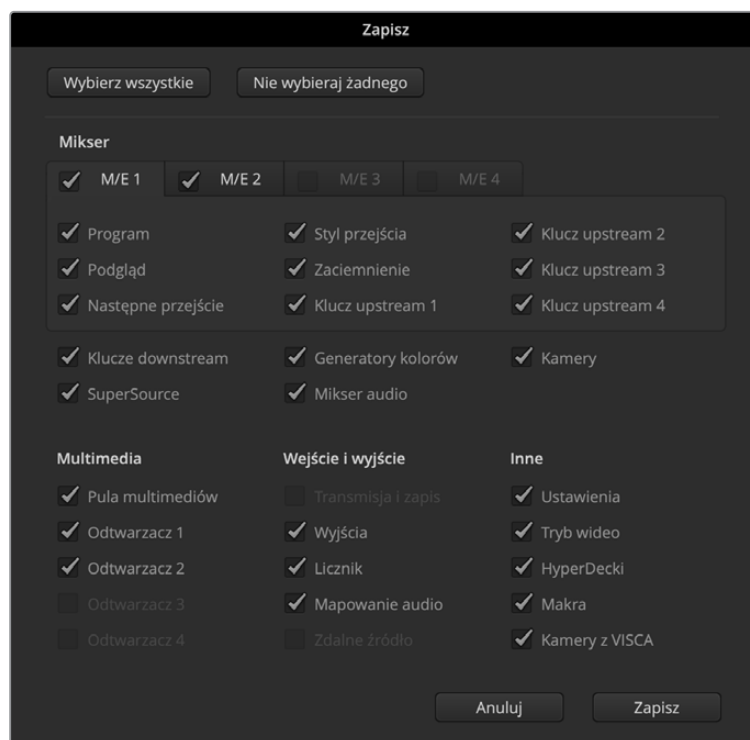 Zapisz
Wybierz wszystkie Nie wybieraj żadnego
Mikser
M/E 1 M/E 2 M/E 3 M/E 4
Program Styl przejścia Klucz upstream 2
Podgląd Zaciemnienie Klucz upstream 3
Następne przejście Klucz upstream 1 Klucz upstream 4
Klucze downstream Generatory kolorów Kamery
SuperSource Mikser audio
Multimedia Wejście i wyjście Inne
Pula multimediów Transmisja i zapis Ustawienia
Odtwarzacz 1 Wyjścia Tryb wideo
Odtwarzacz 2 Licznik HyperDecki
Odtwarzacz 3 Mapowanie audio Makra
Odtwarzacz 4 Zdalne źródło Kamery z VISCA
Anuluj Zapisz